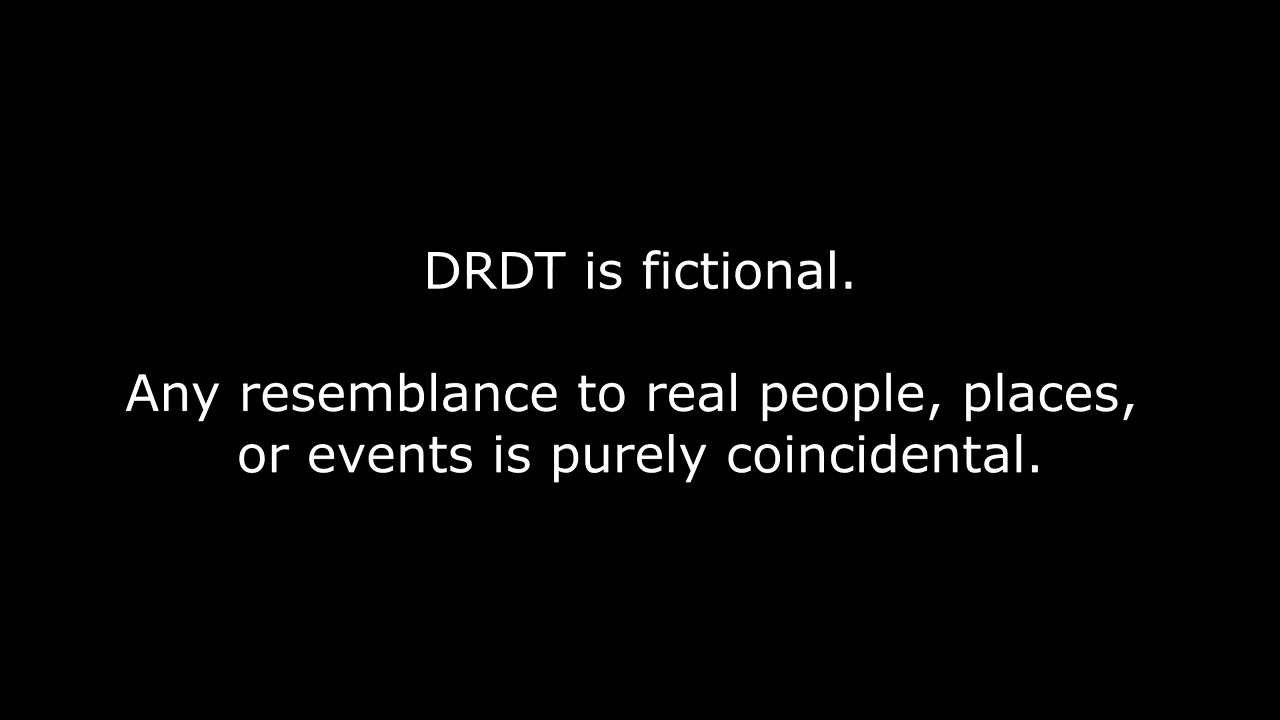 DRDT is fictional.
Any resemblance to real people, places,
or events is purely coincidental.